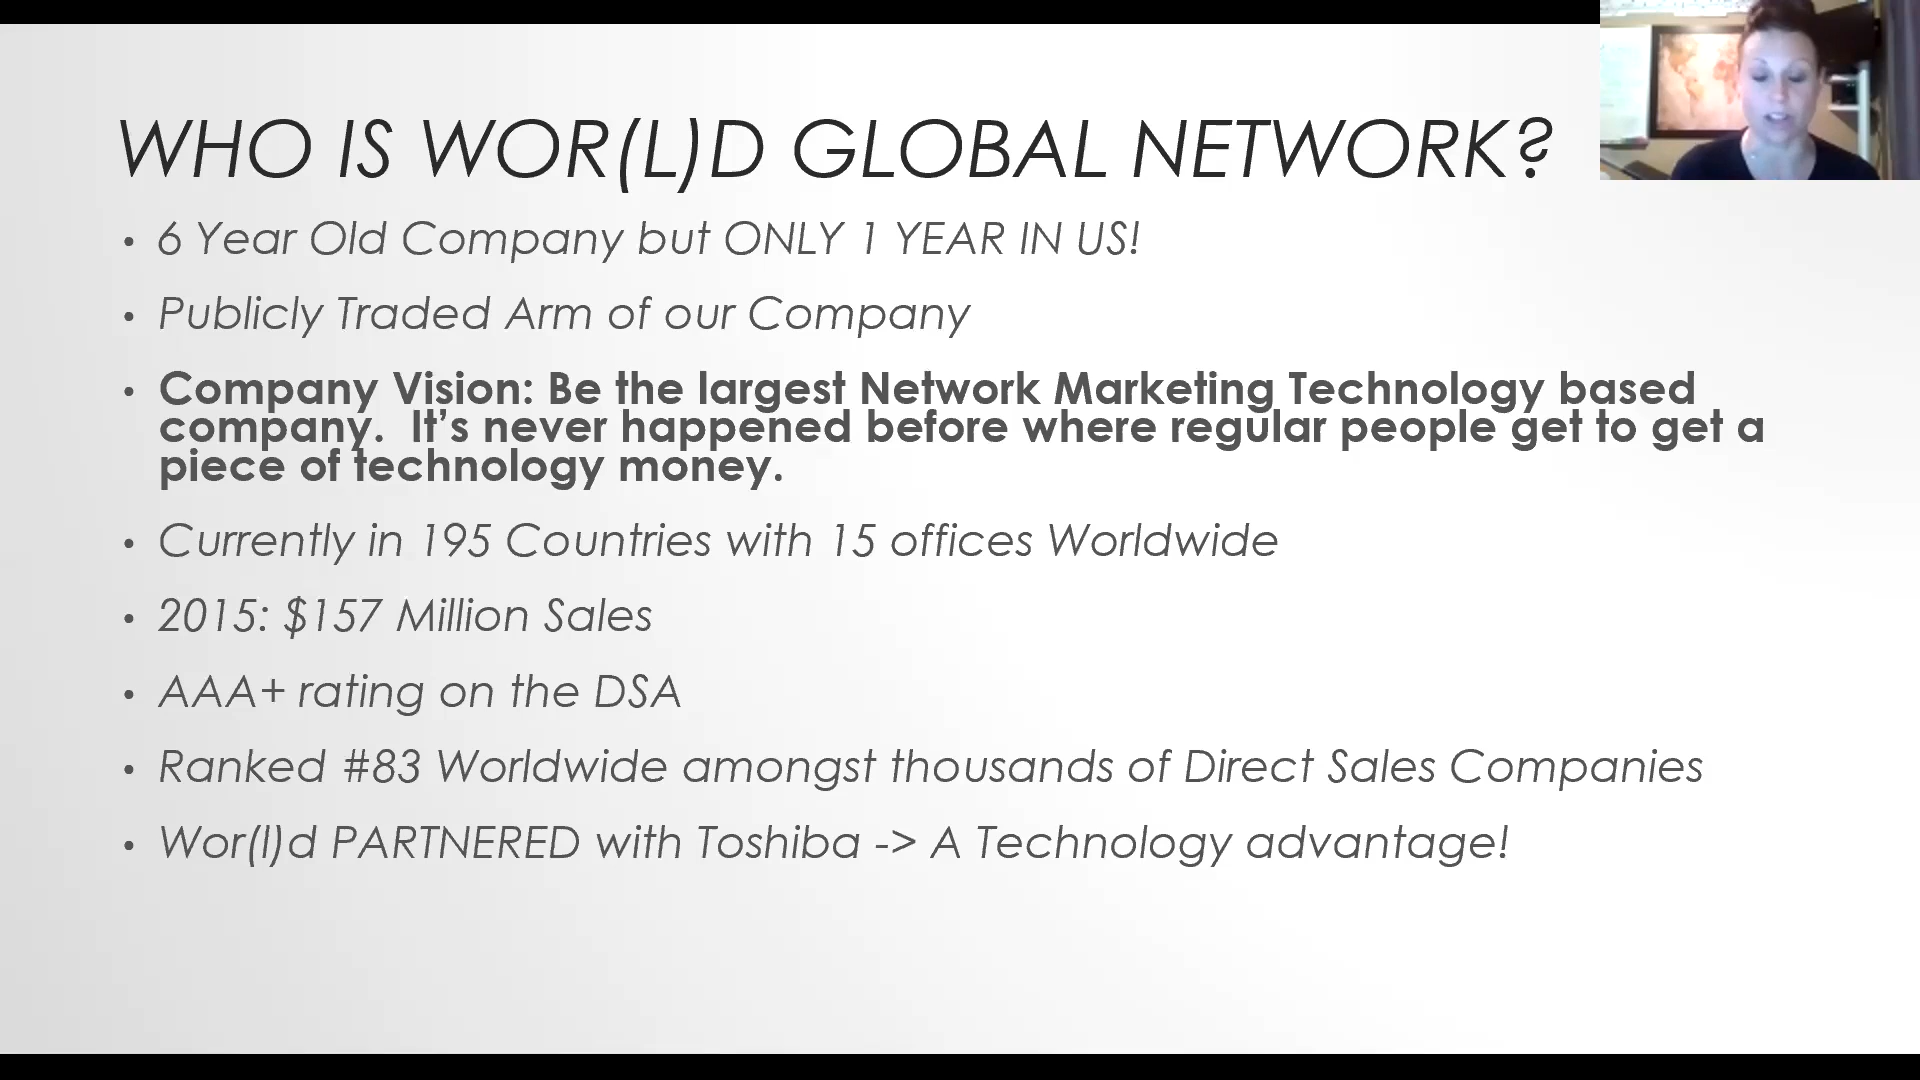 WHO IS WOR(L)D GLOBAL NETWORK?
• 6 Year Old Company but ONLY 1 YEAR IN US!
• Publicly Traded Arm of our Company
• Company Vision: Be the largest Network Marketing Technology based
company.  It's never happened before where regular people get to get a
piece of technology money.
• Currently in 195 Countries with 15 offices Worldwide
• 2015: $157 Million Sales
• AAA+ rating on the DSA
• Ranked #83 Worldwide amongst thousands of Direct Sales Companies
• Wor(l)d PARTNERED with Toshiba -> A Technology advantage!